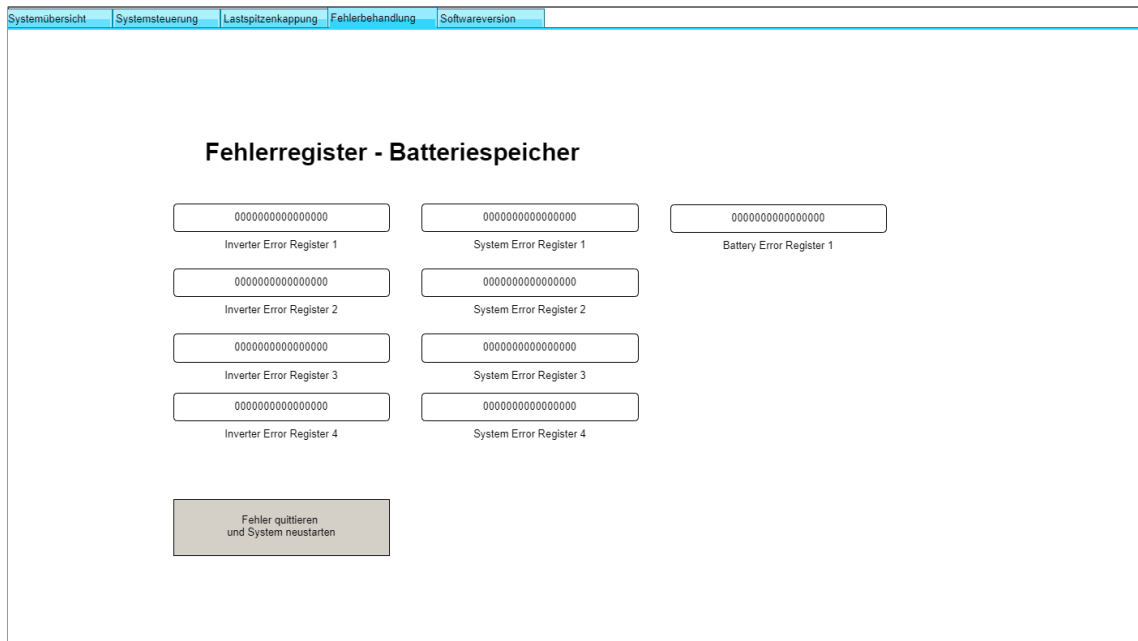 Systemübersicht Systemsteuerung Lastspitzenkappung Fehlerbehandlung Softwareversion
Fehlerregister - Batteriespeicher
0000000000000000 0000000000000000 0000000000000000
Inverter Error Register 1 System Error Register 1 Battery Error Register 1
0000000000000000 0000000000000000
Inverter Error Register 2 System Error Register 2
0000000000000000 0000000000000000
Inverter Error Register 3 System Error Register 3
0000000000000000 0000000000000000
Inverter Error Register 4 System Error Register 4
Fehler quittieren
und System neustarten